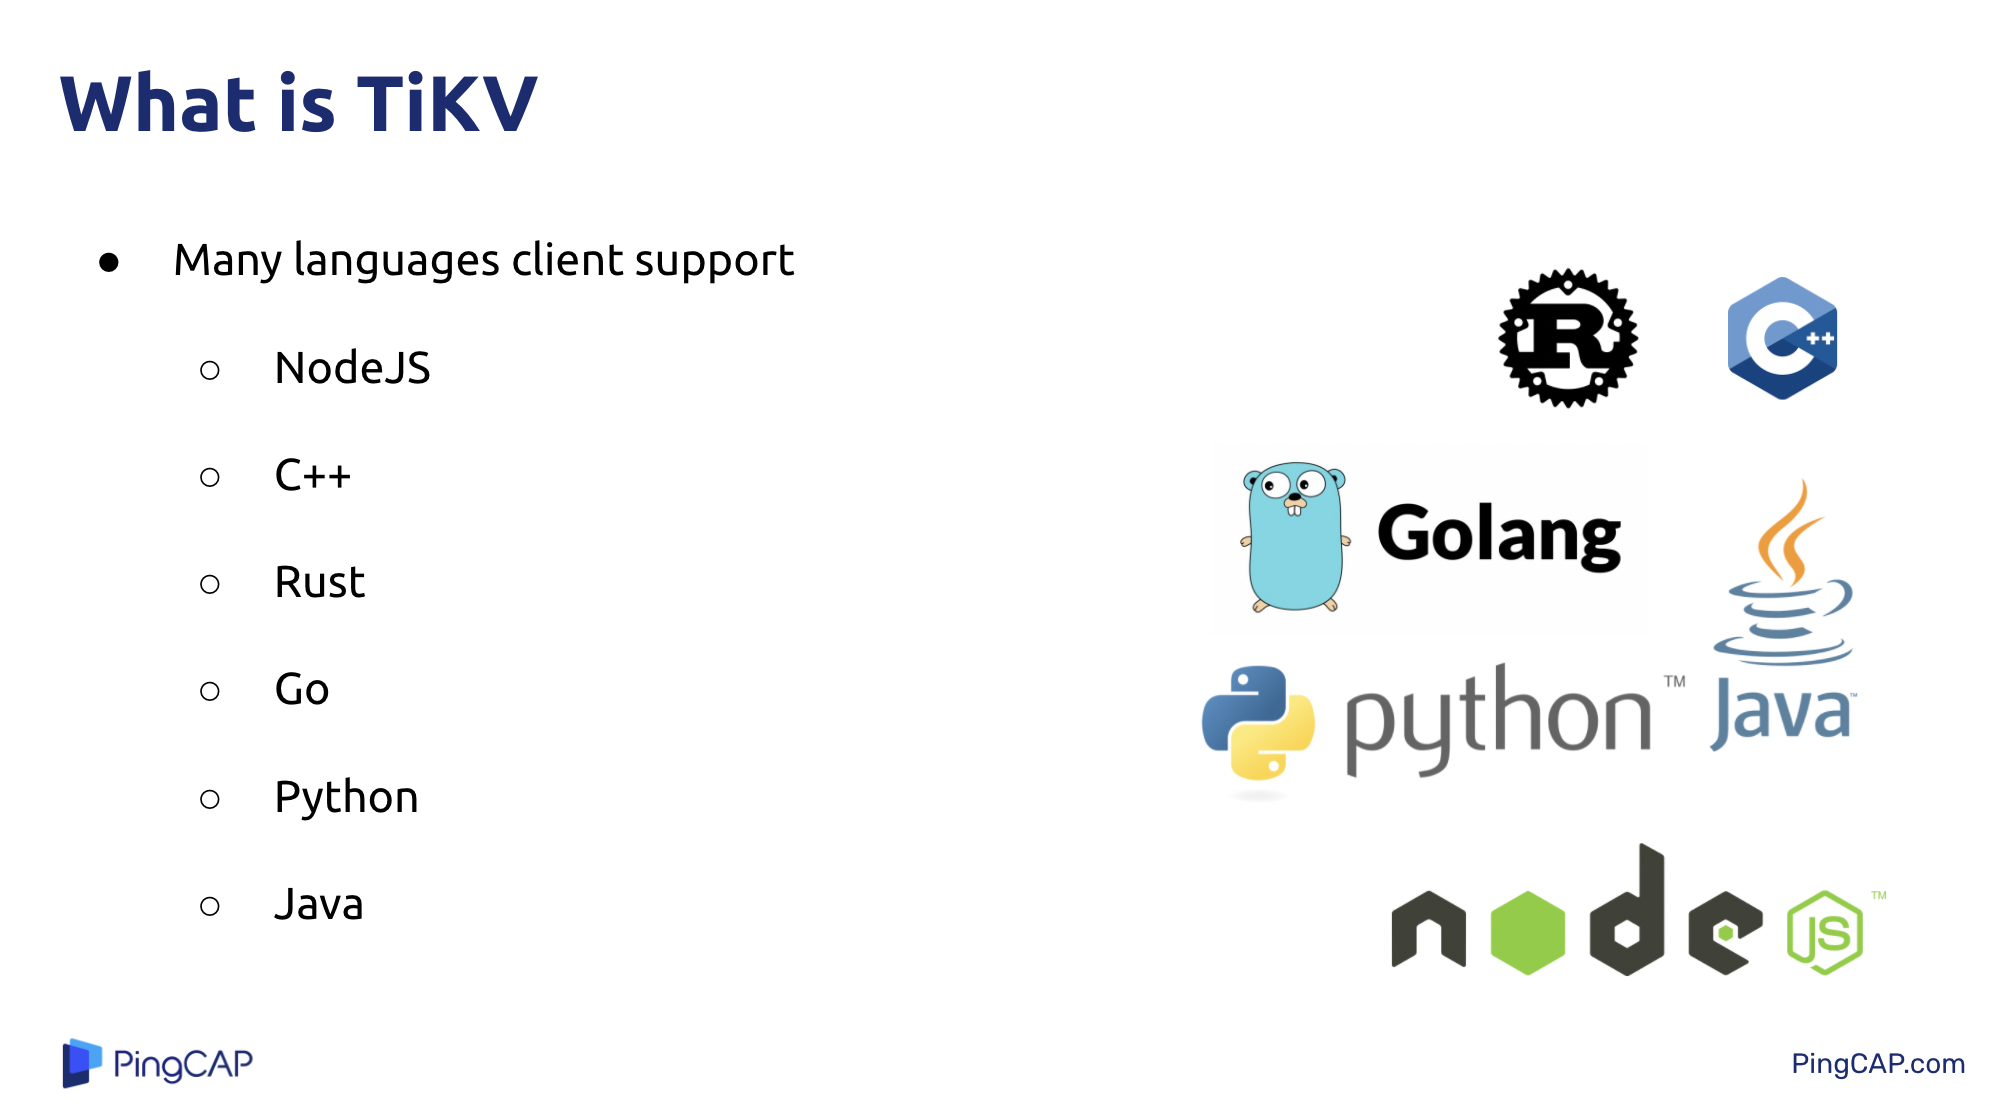 What is TiKV
● Many languages client support
○ NodeJS
○ C++
○ Rust
○ Go
○ Python
○ Java
R
C++
Golang
python™
Java™
node JS™
PingCAP
PingCAP.com